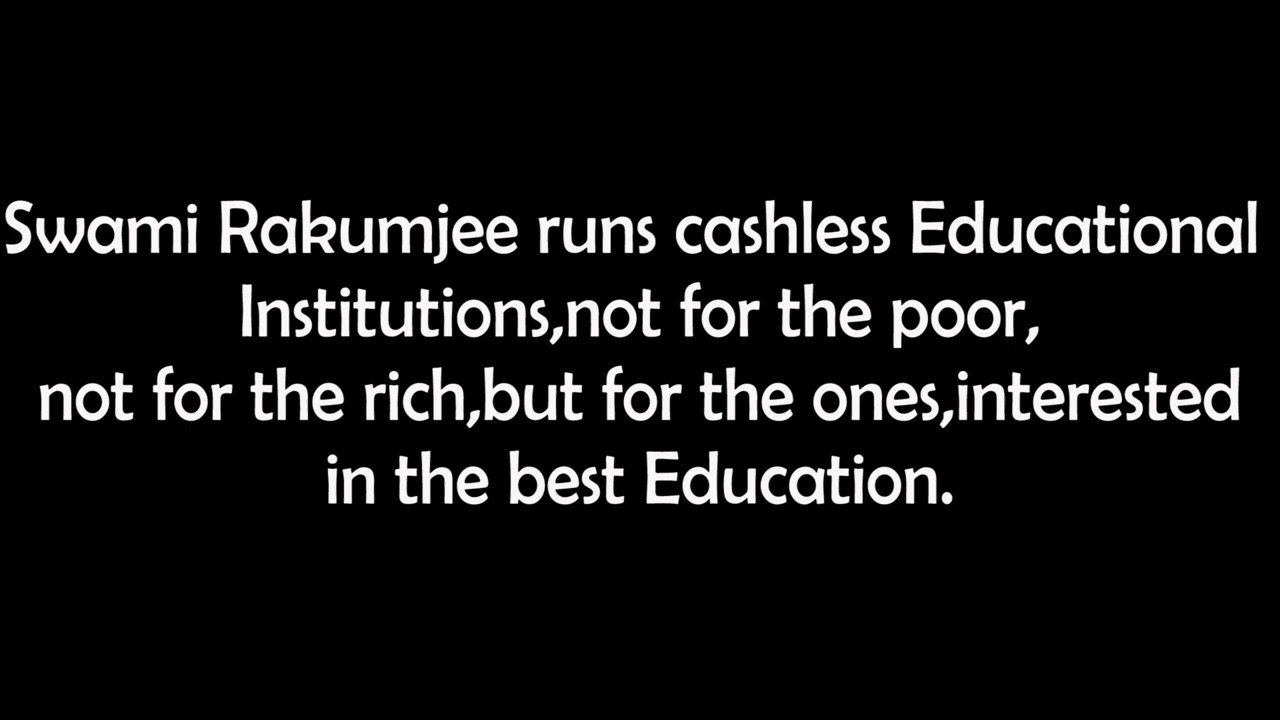 Swami Rakumjee runs cashless Educational
Institutions,not for the poor,
not for the rich,but for the ones,interested
in the best Education.